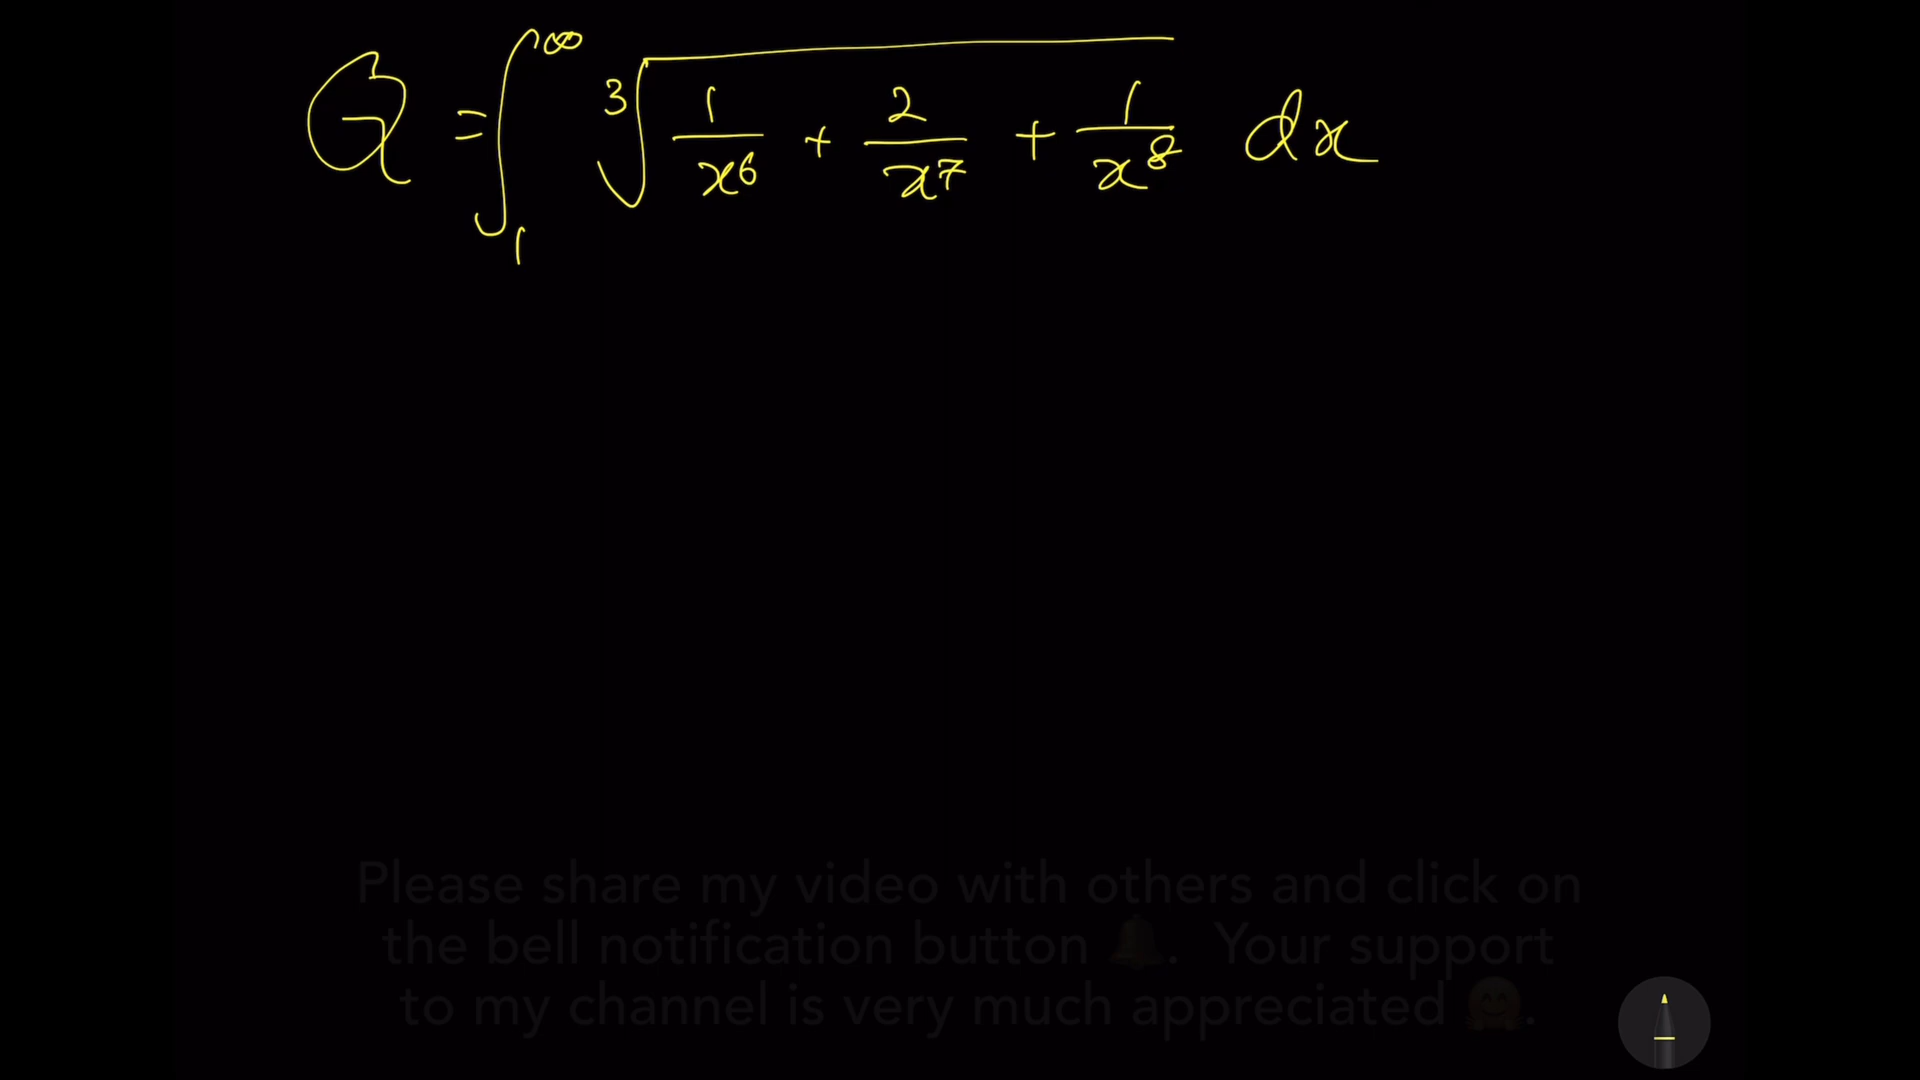 G = ∫₁^∞ ∛(1/x⁶ + 2/x⁷ + 1/x⁸) dx
Please share my video with others and click on
the bell notification button 🔔. Your support
to my channel is very much appreciated 🤗.